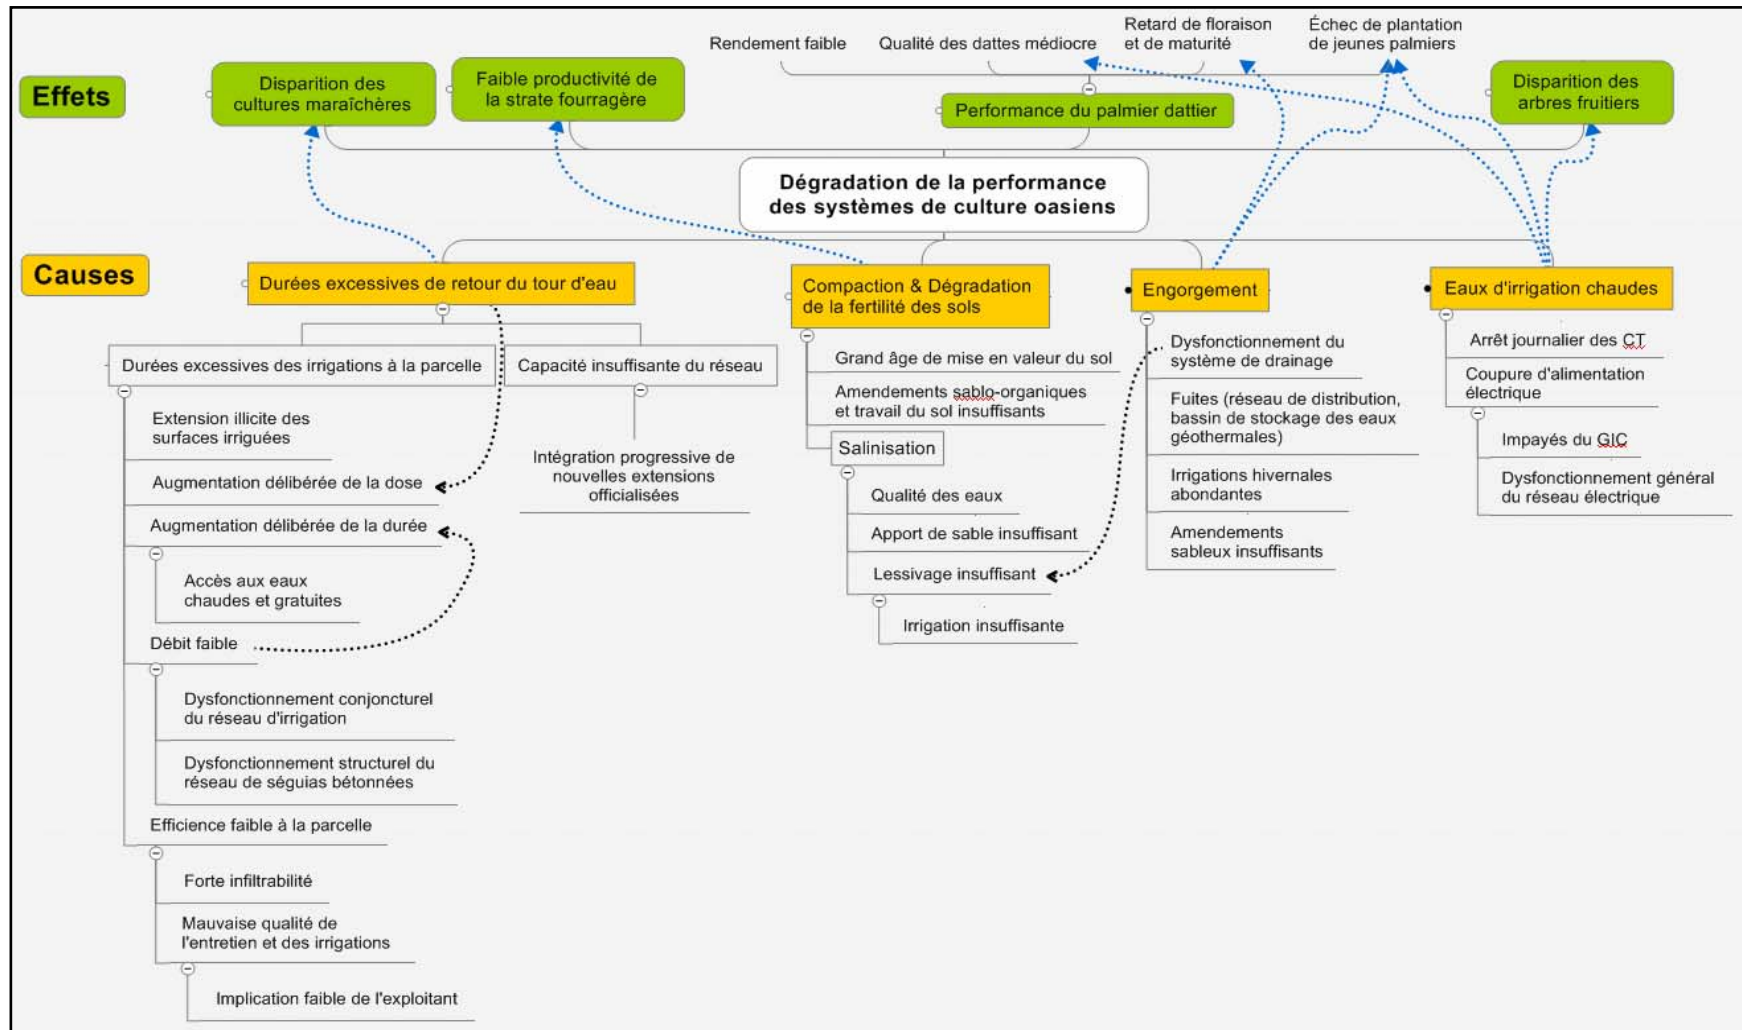 Rendement faible
Qualité des dattes médiocre
Retard de floraison
et de maturité
Échec de plantation
de jeunes palmiers
Effets
Disparition des
cultures maraîchères
Faible productivité de
la strate fourragère
Performance du palmier dattier
Disparition des
arbres fruitiers
Dégradation de la performance
des systèmes de culture oasiens
Causes
Durées excessives de retour du tour d'eau
Durées excessives des irrigations à la parcelle
Extension illicite des
surfaces irriguées
Augmentation délibérée de la dose
Augmentation délibérée de la durée
Accès aux eaux
chaudes et gratuites
Débit faible
Dysfonctionnement conjoncturel
du réseau d'irrigation
Dysfonctionnement structurel du
réseau de séguias bétonnées
Efficience faible à la parcelle
Forte infiltrabilité
Mauvaise qualité de
l'entretien et des irrigations
Implication faible de l'exploitant
Capacité insuffisante du réseau
Intégration progressive de
nouvelles extensions
officialisées
Compaction & Dégradation
de la fertilité des sols
Grand âge de mise en valeur du sol
Amendements sablo-organiques
et travail du sol insuffisants
Salinisation
Qualité des eaux
Apport de sable insuffisant
Lessivage insuffisant
Irrigation insuffisante
Engorgement
Dysfonctionnement du
système de drainage
Fuites (réseau de distribution,
bassin de stockage des eaux
géothermales)
Irrigations hivernales
abondantes
Amendements
sableux insuffisants
Eaux d'irrigation chaudes
Arrêt journalier des CT
Coupure d'alimentation
électrique
Impayés du GIC
Dysfonctionnement général
du réseau électrique